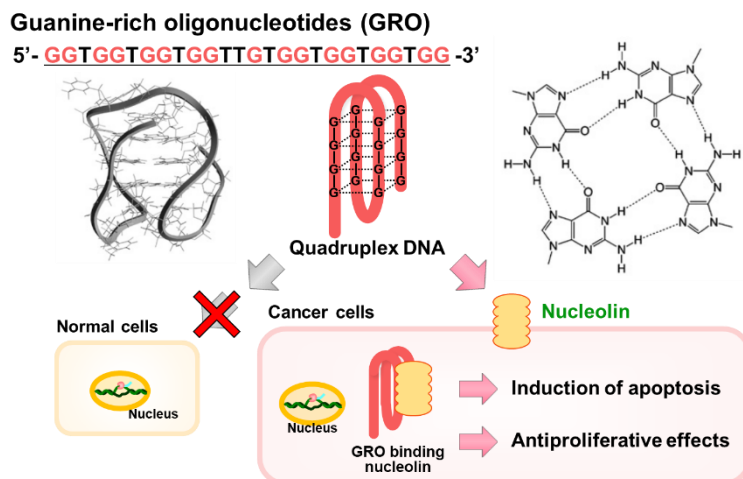 Guanine-rich oligonucleotides (GRO)
5’- GGTGGTGGTGGTTGTGGTGGTGGTGG -3’
G G G G
G G G G
G G G G
G G G G
N
N
H
N
H
N
N
H
O
N
N
H
N
N
O
N
N
H
N
H
H
O
N
N
N
H
N
N
H
N
H
O
N
N
N
H
N
H
Quadruplex DNA
Normal cells
Cancer cells
Nucleolin
Nucleus
Nucleus
GRO binding
nucleolin
Induction of apoptosis
Antiproliferative effects